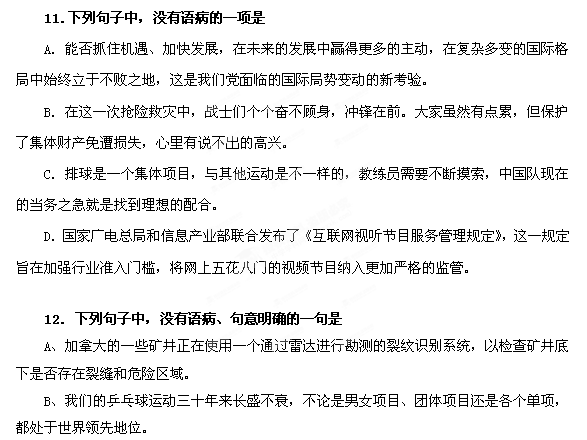 11.下列句子中，没有语病的一项是
A. 能否抓住机遇、加快发展，在未来的发展中赢得更多的主动，在复杂多变的国际格
局中始终立于不败之地，这是我们党面临的国际局势变动的新考验。
B. 在这一次抢险救灾中，战士们个个奋不顾身，冲锋在前。大家虽然有点累，但保护
了集体财产免遭损失，心里有说不出的高兴。
C. 排球是一个集体项目，与其他运动是不一样的，教练员需要不断摸索，中国队现在
的当务之急就是找到理想的配合。
D. 国家广电总局和信息产业部联合发布了《互联网视听节目服务管理规定》，这一规定
旨在加强行业准入门槛，将网上五花八门的视频节目纳入更加严格的监管。
12. 下列句子中，没有语病、句意明确的一句是
A、加拿大的一些矿井正在使用一个通过雷达进行勘测的裂纹识别系统，以检查矿井底
下是否存在裂缝和危险区域。
B、我们的乒乓球运动三十年来长盛不衰，不论是男女项目、团体项目还是各个单项，
都处于世界领先地位。